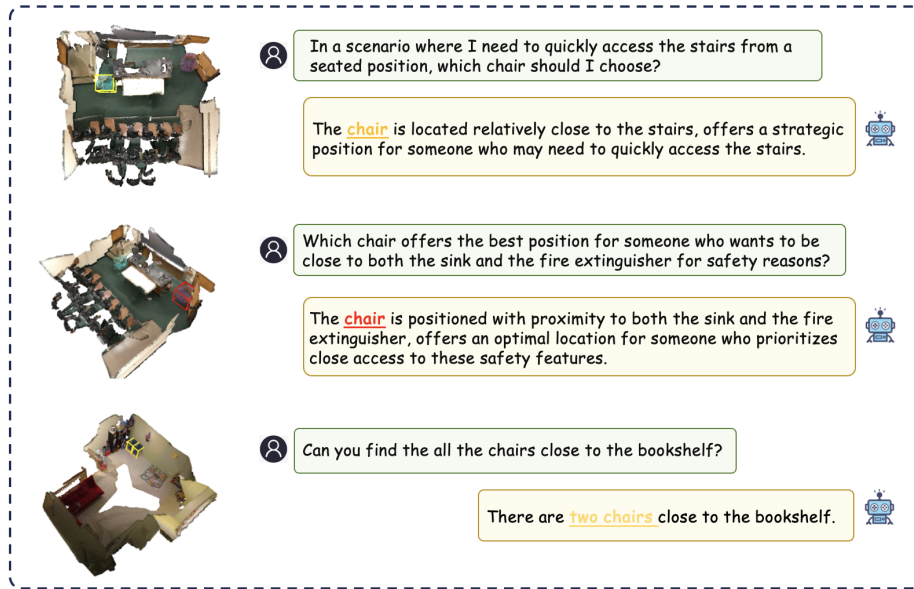 In a scenario where I need to quickly access the stairs from a
seated position, which chair should I choose?
The chair is located relatively close to the stairs, offers a strategic
position for someone who may need to quickly access the stairs.
Which chair offers the best position for someone who wants to be
close to both the sink and the fire extinguisher for safety reasons?
The chair is positioned with proximity to both the sink and the fire
extinguisher, offers an optimal location for someone who prioritizes
close access to these safety features.
Can you find the all the chairs close to the bookshelf?
There are two chairs close to the bookshelf.